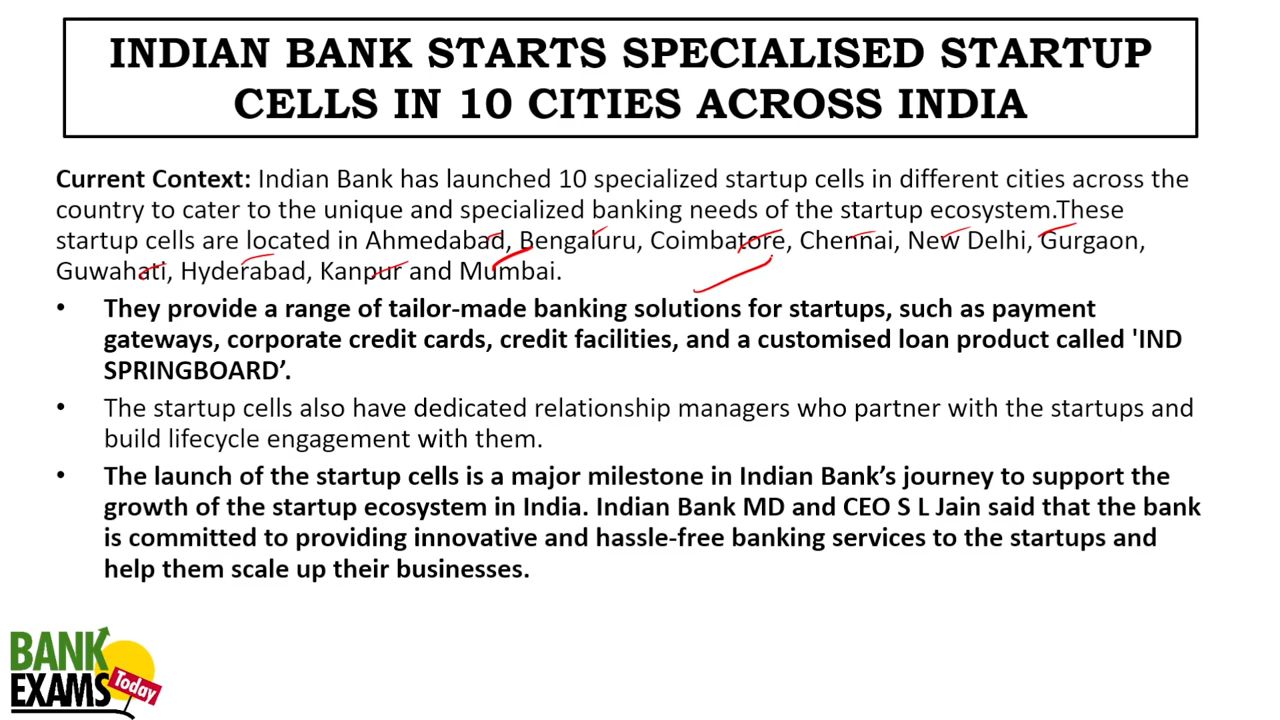 INDIAN BANK STARTS SPECIALISED STARTUP
CELLS IN 10 CITIES ACROSS INDIA
Current Context: Indian Bank has launched 10 specialized startup cells in different cities across the
country to cater to the unique and specialized banking needs of the startup ecosystem.These
startup cells are located in Ahmedabad, Bengaluru, Coimbatore, Chennai, New Delhi, Gurgaon,
Guwahati, Hyderabad, Kanpur and Mumbai.
• They provide a range of tailor-made banking solutions for startups, such as payment
gateways, corporate credit cards, credit facilities, and a customised loan product called 'IND
SPRINGBOARD’.
• The startup cells also have dedicated relationship managers who partner with the startups and
build lifecycle engagement with them.
• The launch of the startup cells is a major milestone in Indian Bank’s journey to support the
growth of the startup ecosystem in India. Indian Bank MD and CEO S L Jain said that the bank
is committed to providing innovative and hassle-free banking services to the startups and
help them scale up their businesses.
BANK
EXAMS Today